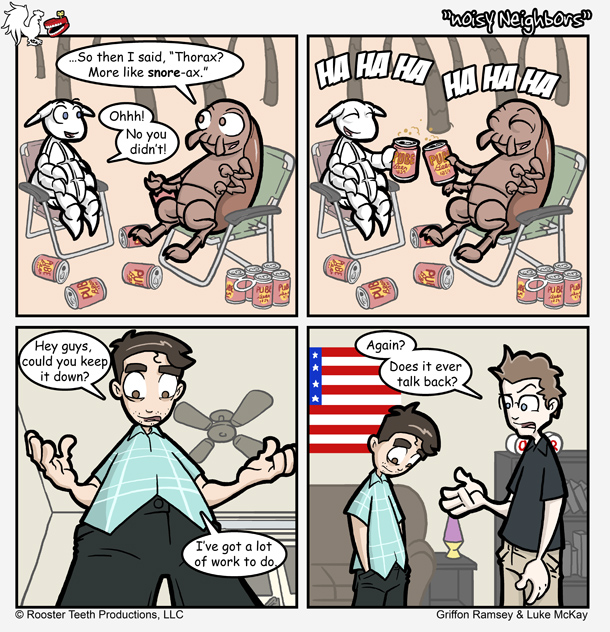 "Noisy Neighbors"
...So then I said, "Thorax?
More like snore-ax."
Ohhh!
No you
didn't!
HA HA HA
HA HA HA
Hey guys,
could you keep
it down?
I've got a lot
of work to do.
Again?
Does it ever
talk back?
© Rooster Teeth Productions, LLC
Griffon Ramsey & Luke McKay